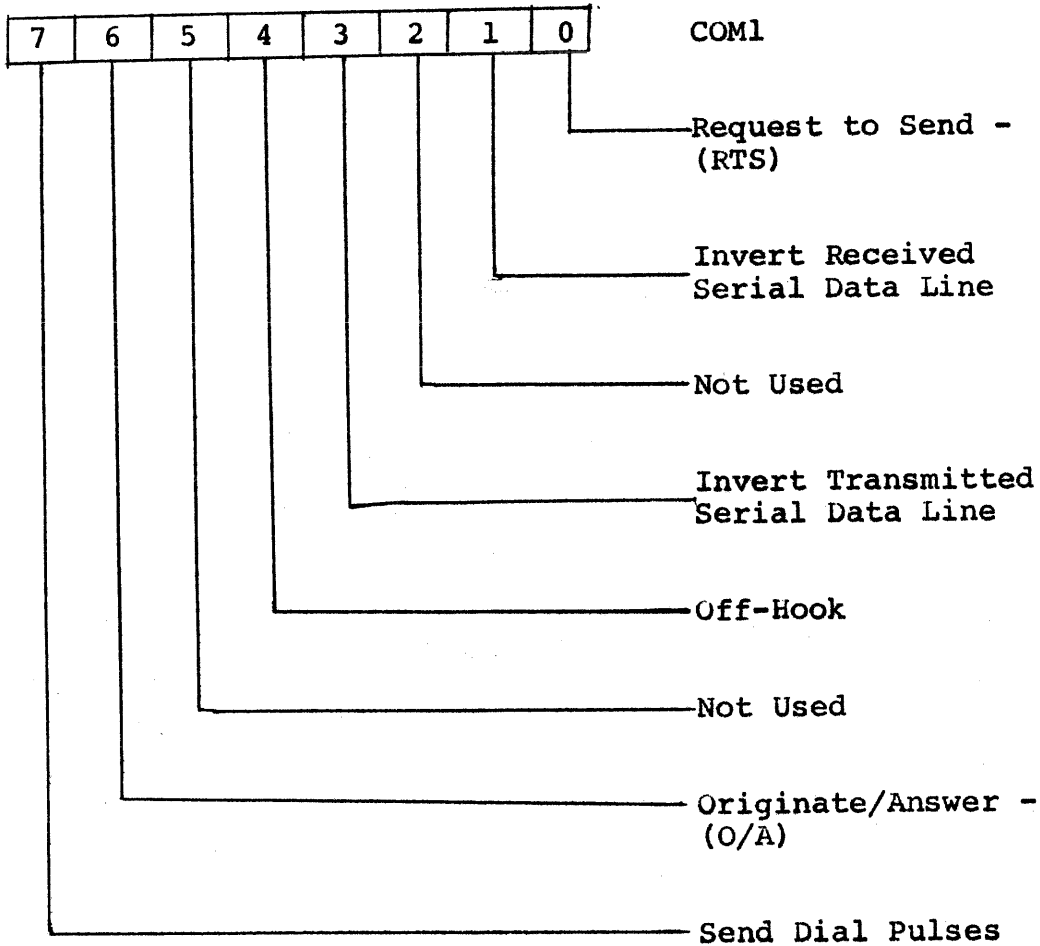 7 6 5 4 3 2 1 0 COM1
Request to Send -
(RTS)
Invert Received
Serial Data Line
Not Used
Invert Transmitted
Serial Data Line
Off-Hook
Not Used
Originate/Answer -
(O/A)
Send Dial Pulses